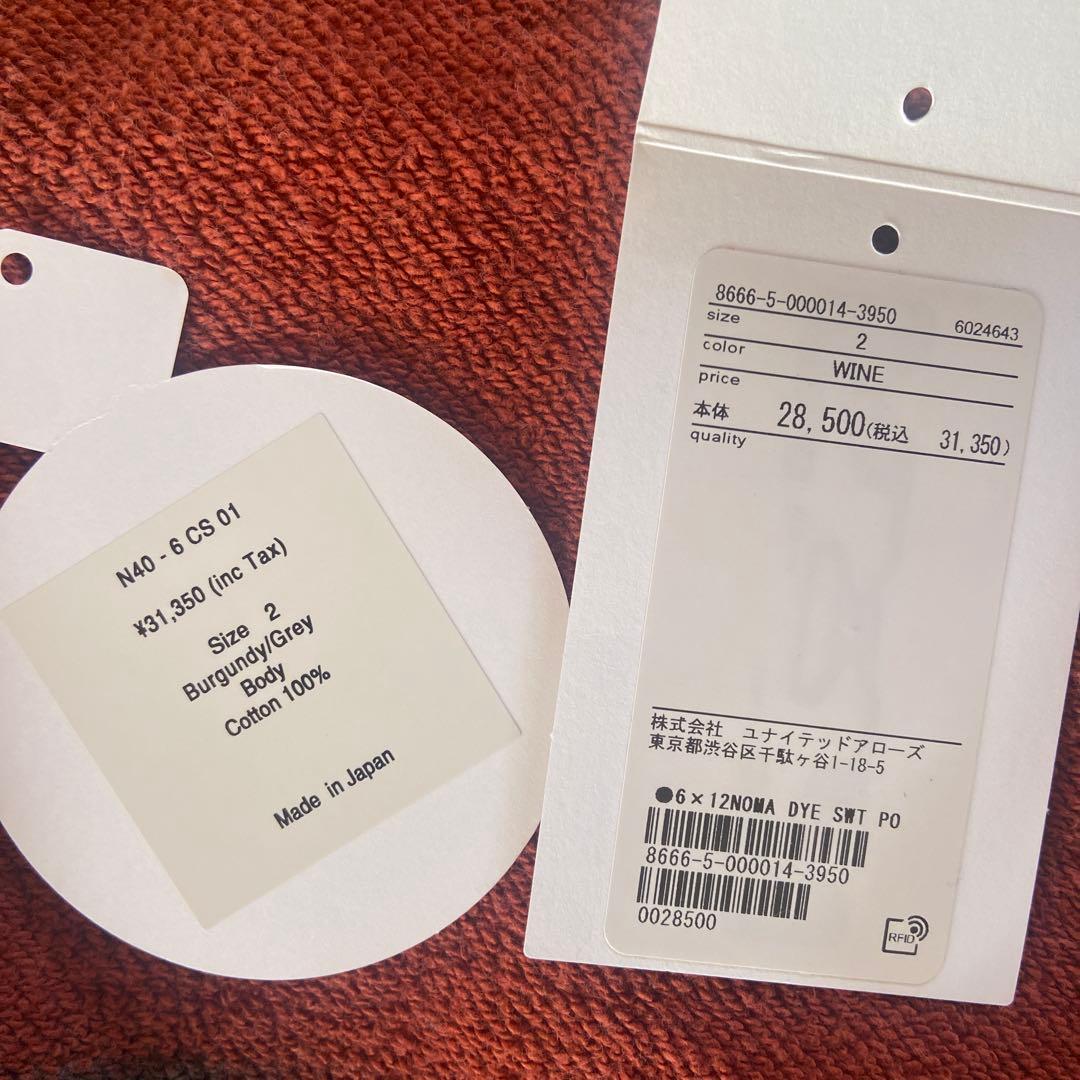 N40 - 6 CS 01
¥31,350 (inc Tax)
Size 2
Burgundy/Grey
Body
Cotton 100%
Made in Japan
8666-5-000014-3950 6024643
size 2
color WINE
price
本体 28,500(税込 31,350)
quality
株式会社 ユナイテッドアローズ
東京都渋谷区千駄ヶ谷1-18-5
●6×12NOMA DYE SWT PO
8666-5-000014-3950
0028500
RFID